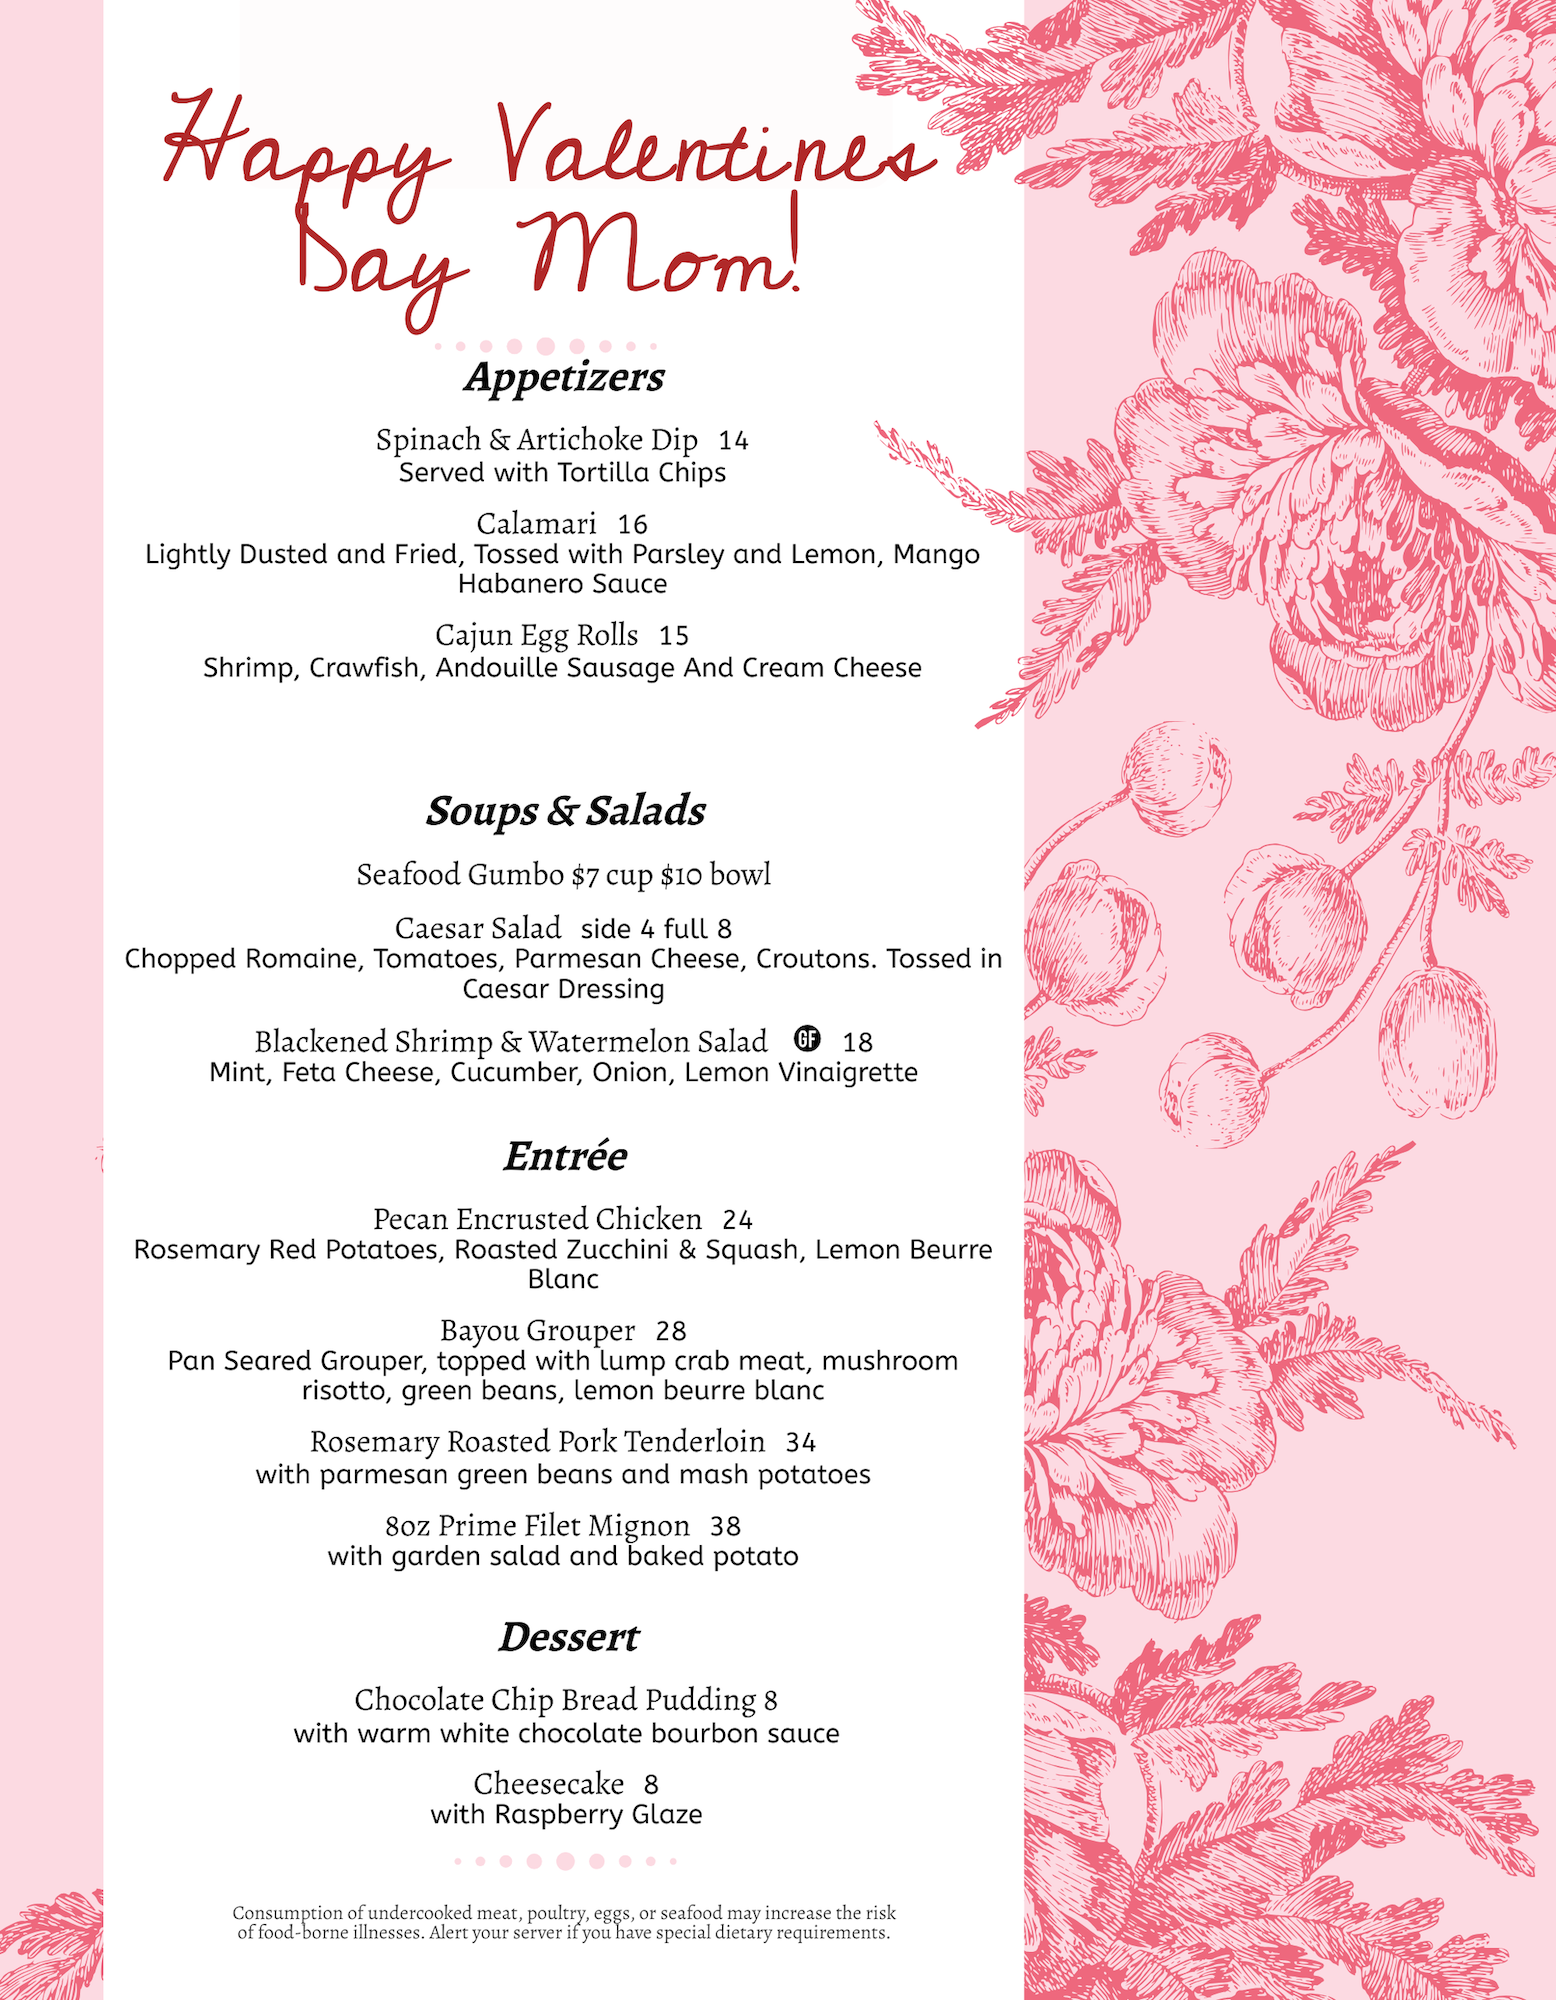 Happy Valentines
Day Mom!
Appetizers
Spinach & Artichoke Dip 14
Served with Tortilla Chips
Calamari 16
Lightly Dusted and Fried, Tossed with Parsley and Lemon, Mango
Habanero Sauce
Cajun Egg Rolls 15
Shrimp, Crawfish, Andouille Sausage And Cream Cheese
Soups & Salads
Seafood Gumbo $7 cup $10 bowl
Caesar Salad side 4 full 8
Chopped Romaine, Tomatoes, Parmesan Cheese, Croutons. Tossed in
Caesar Dressing
Blackened Shrimp & Watermelon Salad GF 18
Mint, Feta Cheese, Cucumber, Onion, Lemon Vinaigrette
Entrée
Pecan Encrusted Chicken 24
Rosemary Red Potatoes, Roasted Zucchini & Squash, Lemon Beurre
Blanc
Bayou Grouper 28
Pan Seared Grouper, topped with lump crab meat, mushroom
risotto, green beans, lemon beurre blanc
Rosemary Roasted Pork Tenderloin 34
with parmesan green beans and mash potatoes
8oz Prime Filet Mignon 38
with garden salad and baked potato
Dessert
Chocolate Chip Bread Pudding 8
with warm white chocolate bourbon sauce
Cheesecake 8
with Raspberry Glaze
Consumption of undercooked meat, poultry, eggs, or seafood may increase the risk
of food-borne illnesses. Alert your server if you have special dietary requirements.